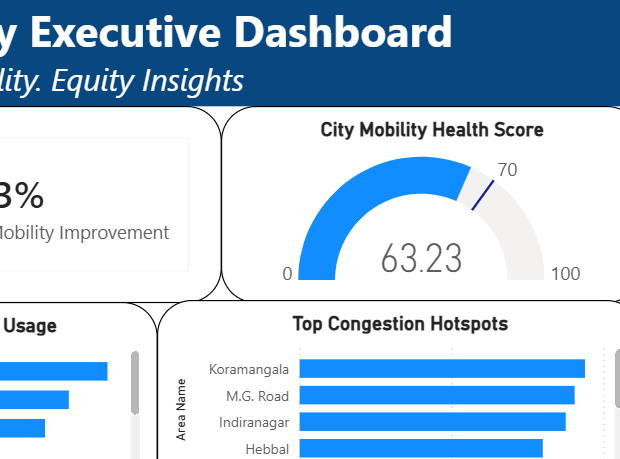 y Executive Dashboard
lity. Equity Insights
City Mobility Health Score
70
3%
Mobility Improvement
63.23
0
100
Usage
Top Congestion Hotspots
Area Name
Koramangala
M.G. Road
Indiranagar
Hebbal